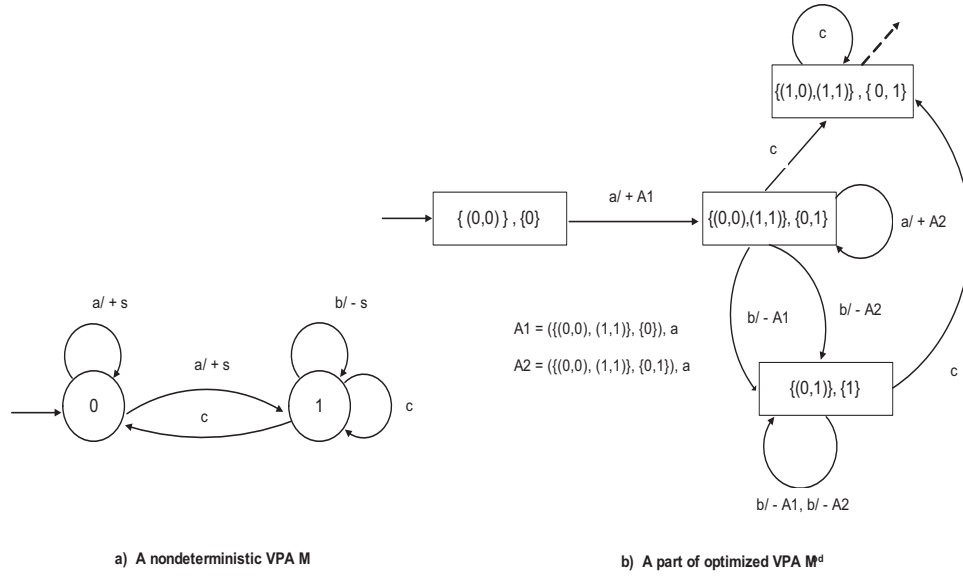 c
{(1,0),(1,1)} , { 0, 1}
c
a/ + A1
{ (0,0) } , {0}
{(0,0),(1,1)}, {0,1}
a/ + A2
a/ + s
b/ - s
b/ - A1
b/ - A2
A1 = ({(0,0), (1,1)}, {0}), a
A2 = ({(0,0), (1,1)}, {0,1}), a
a/ + s
c
0
1
c
c
{(0,1)}, {1}
b/ - A1, b/ - A2
a) A nondeterministic VPA M
b) A part of optimized VPA Mᵈ